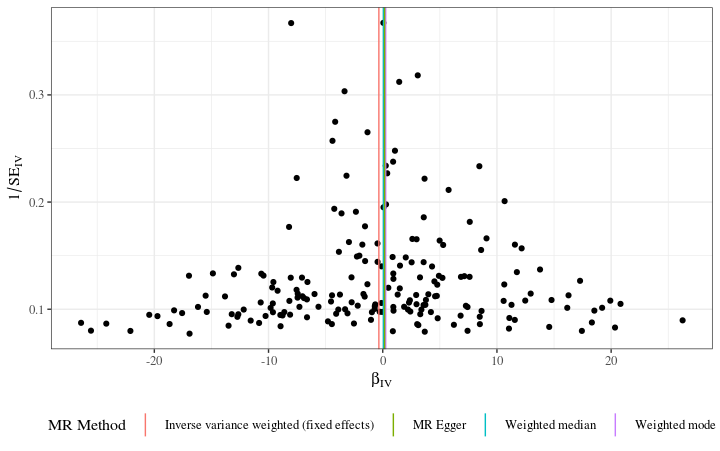 0.3
0.2
0.1
1/SE_IV
-20
-10
0
10
20
β_IV
MR Method
Inverse variance weighted (fixed effects)
MR Egger
Weighted median
Weighted mode